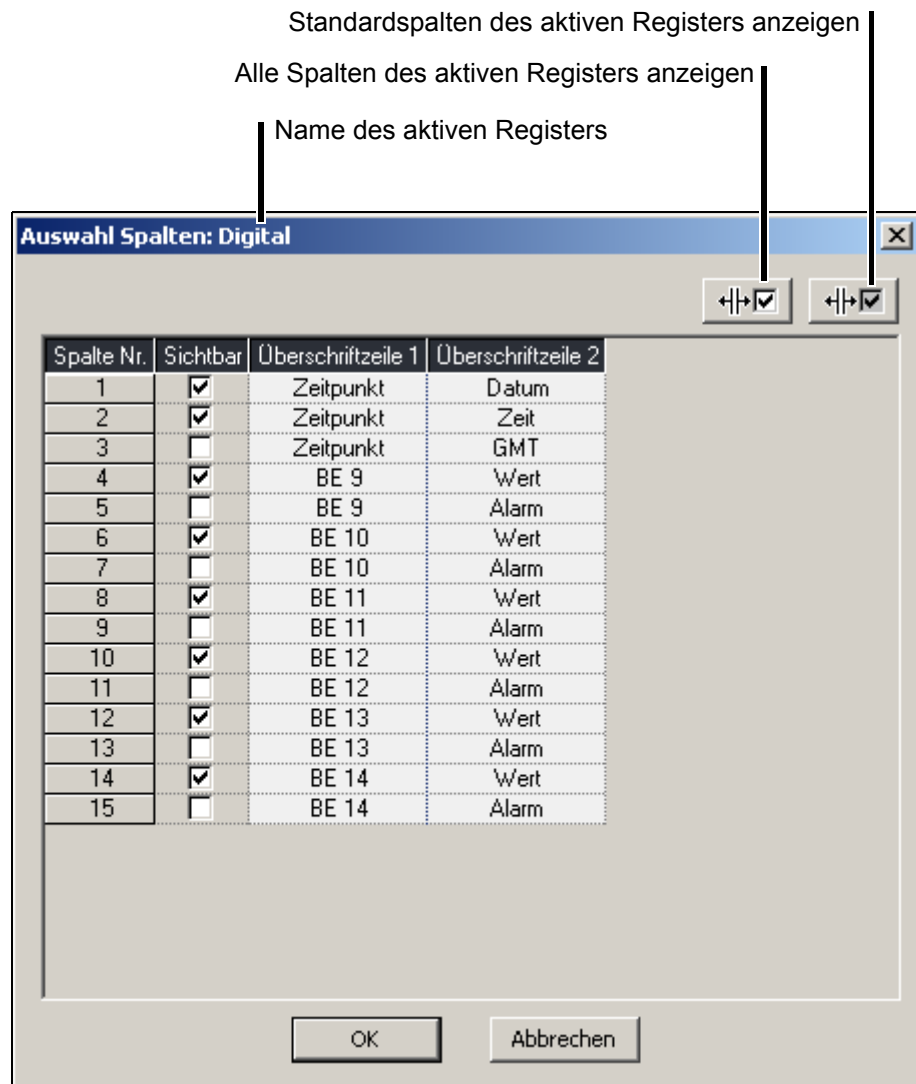 Standardspalten des aktiven Registers anzeigen
Alle Spalten des aktiven Registers anzeigen
Name des aktiven Registers
Auswahl Spalten: Digital
Spalte Nr. Sichtbar Überschriftzeile 1 Überschriftzeile 2
1 Zeitpunkt Datum
2 Zeitpunkt Zeit
3 Zeitpunkt GMT
4 BE 9 Wert
5 BE 9 Alarm
6 BE 10 Wert
7 BE 10 Alarm
8 BE 11 Wert
9 BE 11 Alarm
10 BE 12 Wert
11 BE 12 Alarm
12 BE 13 Wert
13 BE 13 Alarm
14 BE 14 Wert
15 BE 14 Alarm
OK Abbrechen